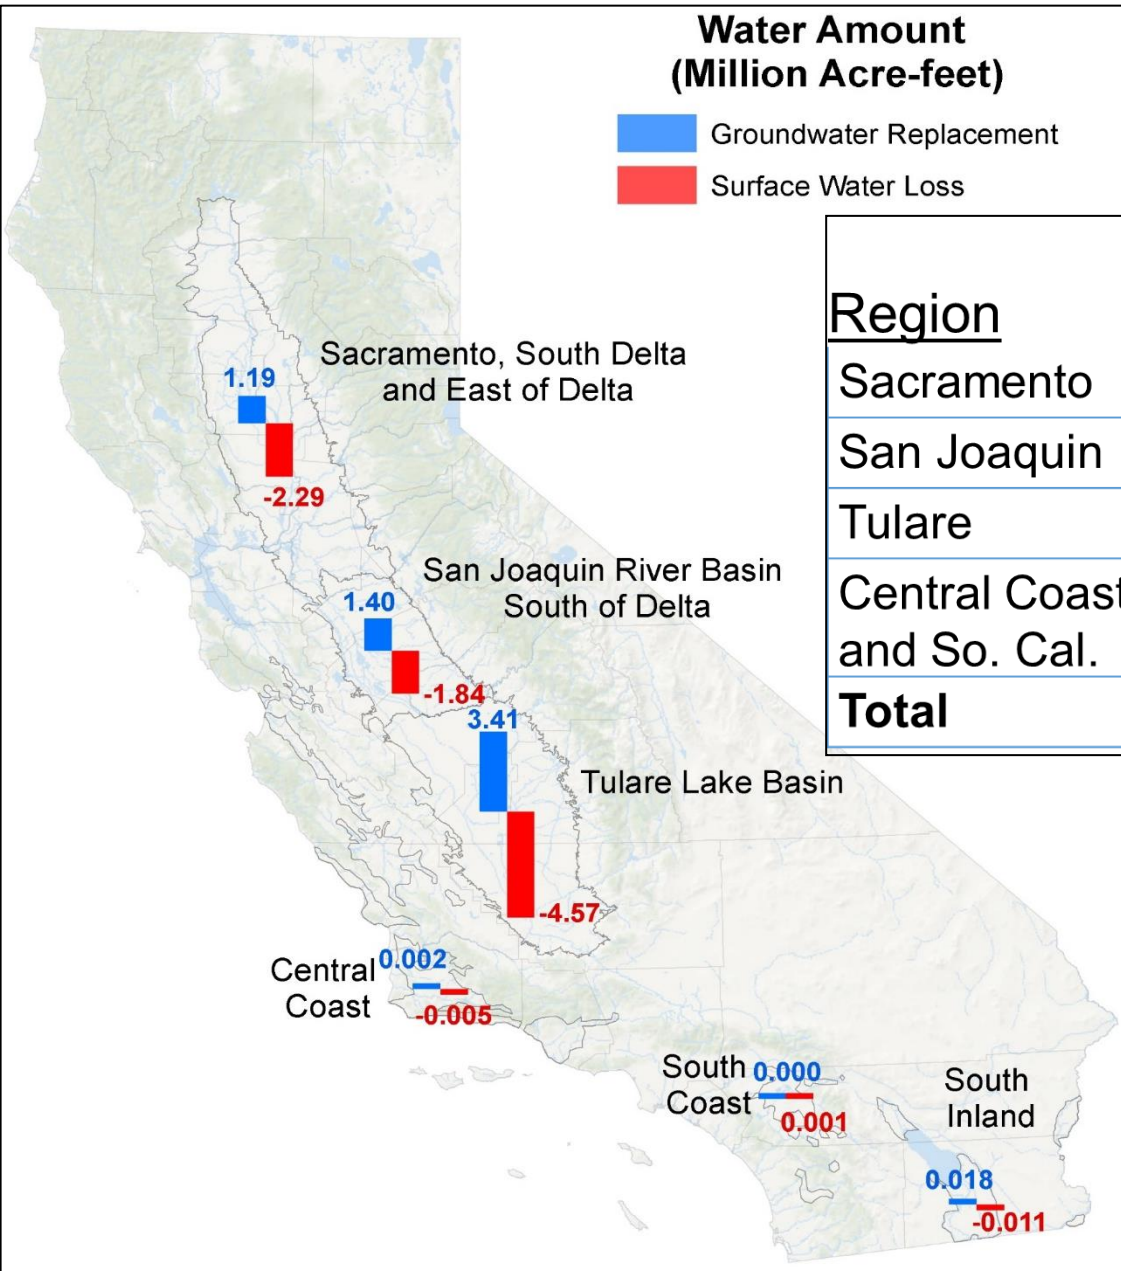 Water Amount
(Million Acre-feet)
Groundwater Replacement
Surface Water Loss
Region
Sacramento
San Joaquin
Tulare
Central Coast
and So. Cal.
Total
Sacramento, South Delta
and East of Delta
1.19
-2.29
San Joaquin River Basin
South of Delta
1.40
-1.84
3.41
Tulare Lake Basin
-4.57
Central
Coast
0.002
-0.005
South
Coast
0.000
0.001
South
Inland
0.018
-0.011